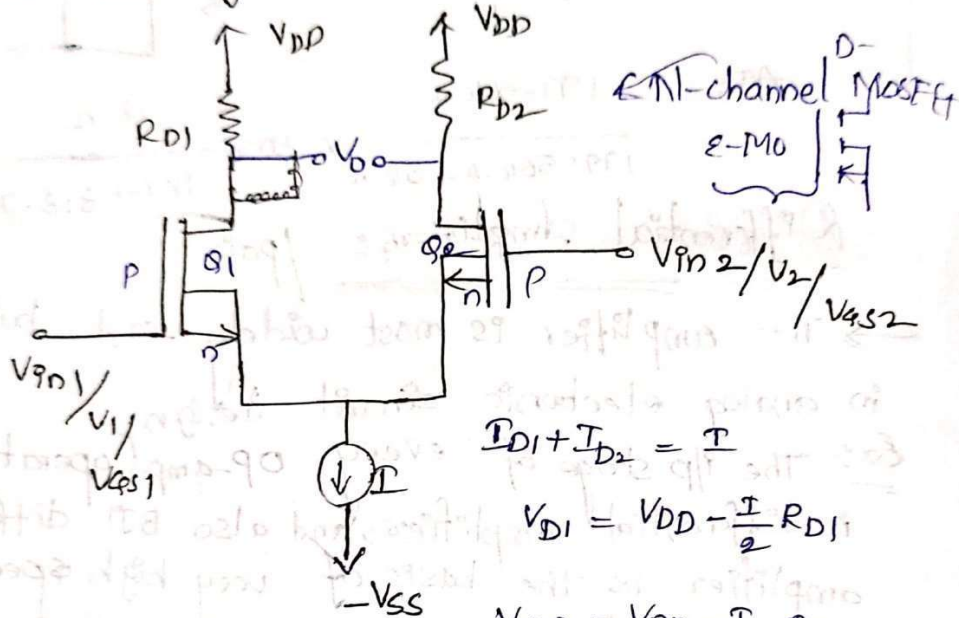 VDD
VDD
RD1
RD2
Vo
N-channel
D-
MOSFET
E-MO
P
Q1
n
n
P
Vin2/V2/
VGS2
Vin1/
V1/
VGS1
I
-VSS
ID1 + ID2 = I
VD1 = VDD - I/2 RD1